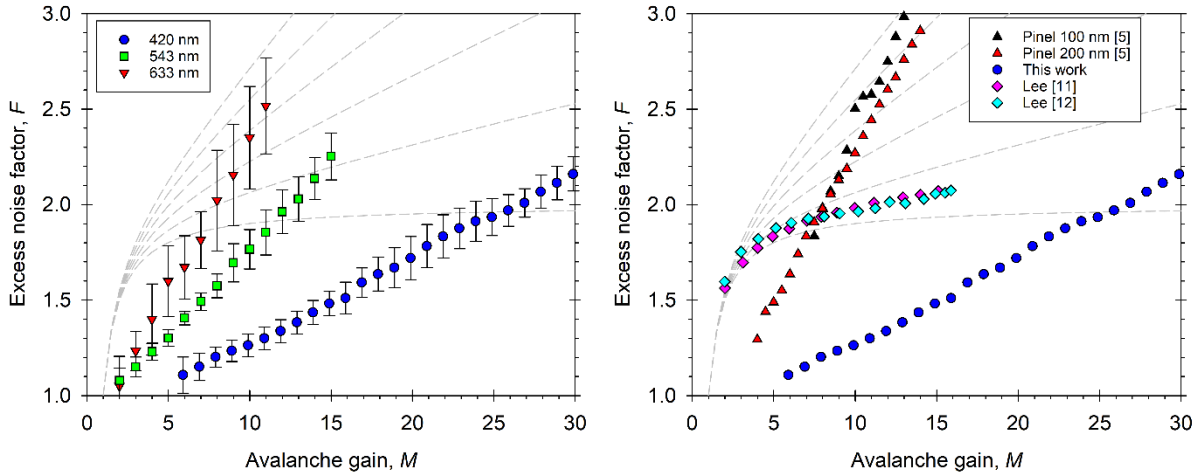 3.0
2.5
2.0
1.5
1.0
Excess noise factor, F
420 nm
543 nm
633 nm
0 5 10 15 20 25 30
Avalanche gain, M
3.0
2.5
2.0
1.5
1.0
Excess noise factor, F
Pinel 100 nm [5]
Pinel 200 nm [5]
This work
Lee [11]
Lee [12]
0 5 10 15 20 25 30
Avalanche gain, M